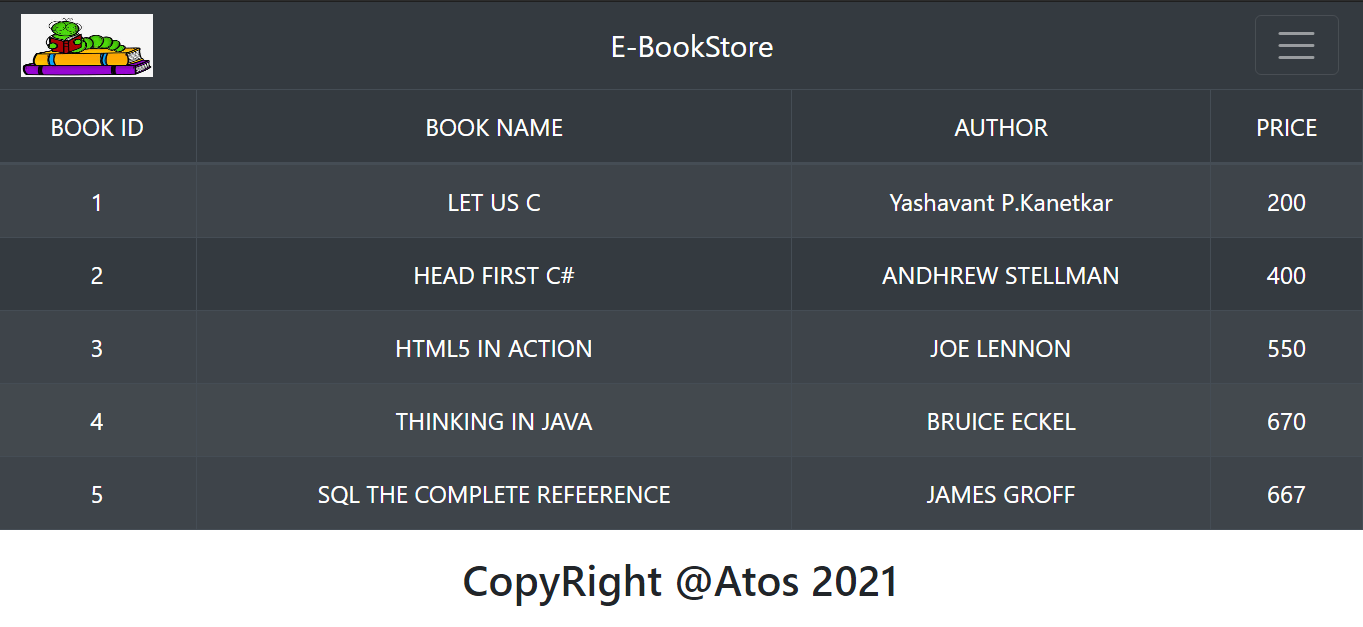 E-BookStore
BOOK ID BOOK NAME AUTHOR PRICE
1 LET US C Yashavant P.Kanetkar 200
2 HEAD FIRST C# ANDHREW STELLMAN 400
3 HTML5 IN ACTION JOE LENNON 550
4 THINKING IN JAVA BRUICE ECKEL 670
5 SQL THE COMPLETE REFEERENCE JAMES GROFF 667
CopyRight @Atos 2021